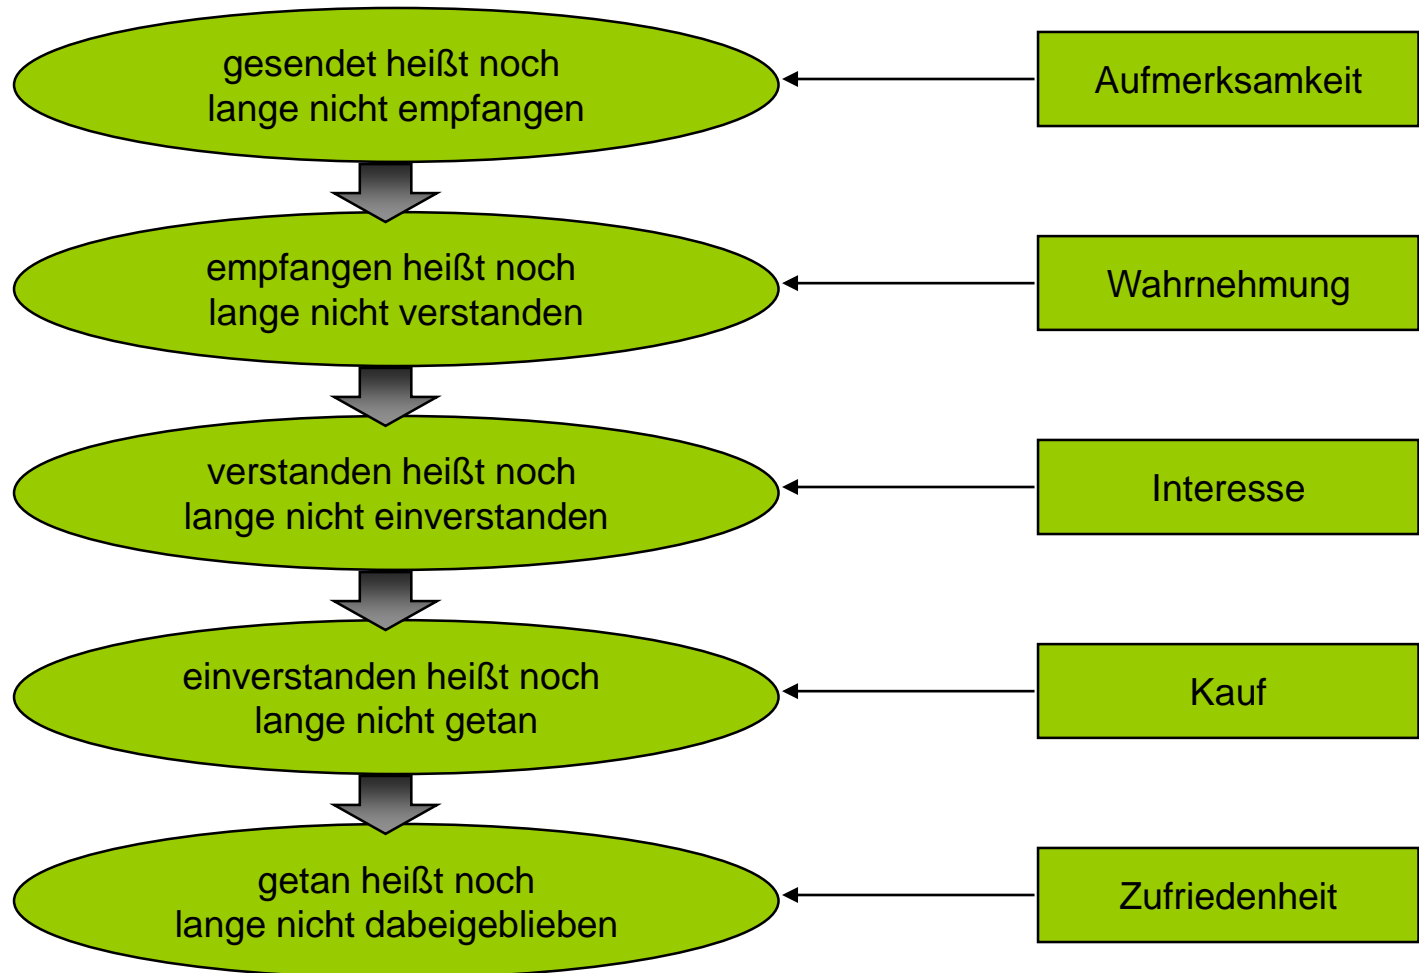 gesendet heißt noch
lange nicht empfangen
Aufmerksamkeit
empfangen heißt noch
lange nicht verstanden
Wahrnehmung
verstanden heißt noch
lange nicht einverstanden
Interesse
einverstanden heißt noch
lange nicht getan
Kauf
getan heißt noch
lange nicht dabeigeblieben
Zufriedenheit